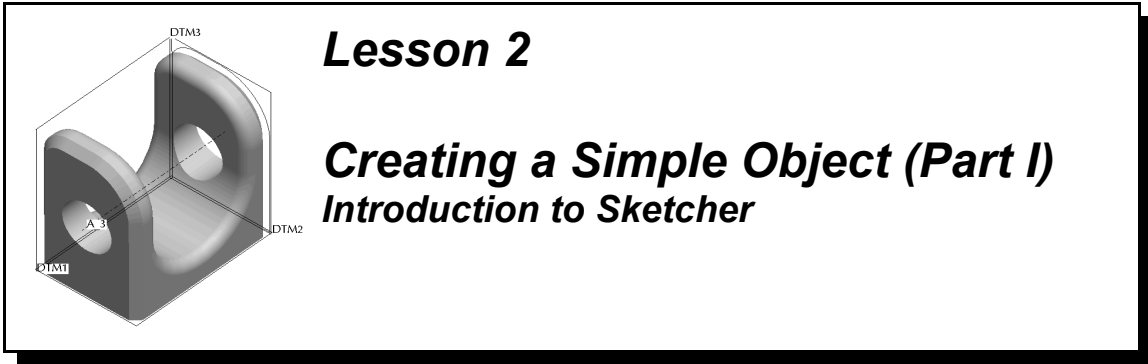 DTM3
Lesson 2
Creating a Simple Object (Part I)
Introduction to Sketcher
A_3
DTM2
DTM1